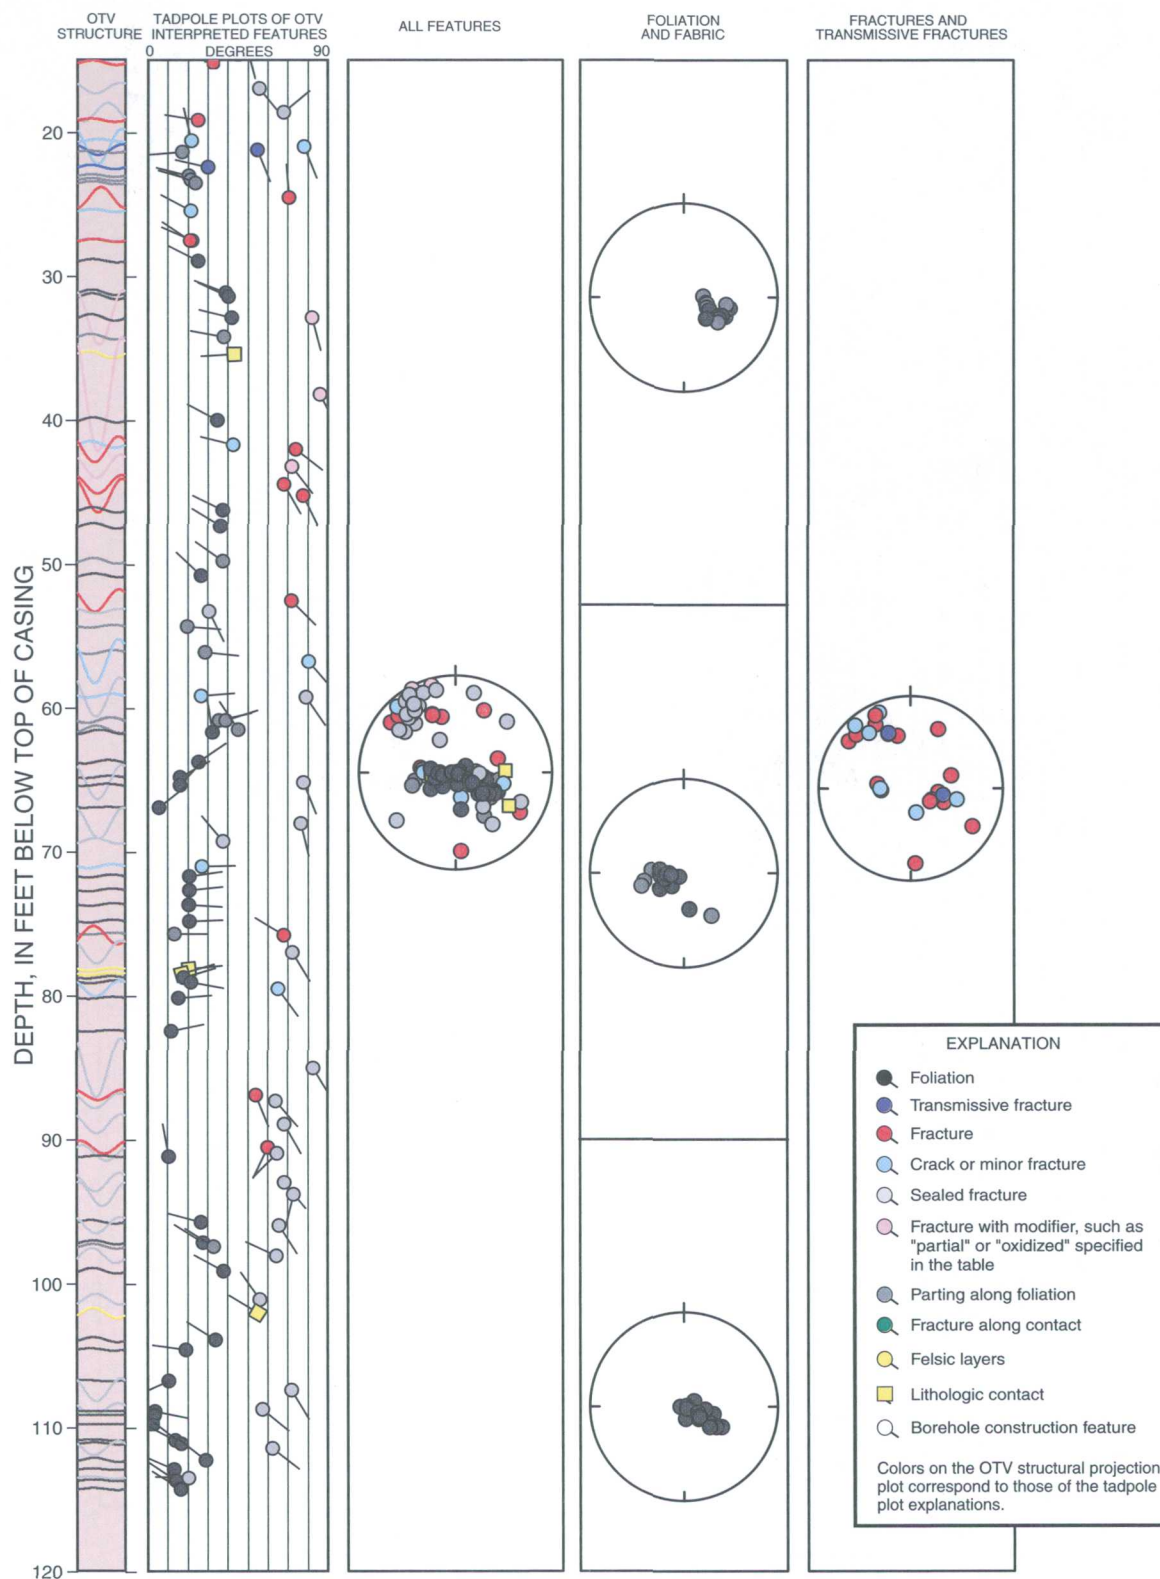 OTV
STRUCTURE
TADPOLE PLOTS OF OTV
INTERPRETED FEATURES
0 DEGREES 90
ALL FEATURES
FOLIATION
AND FABRIC
FRACTURES AND
TRANSMISSIVE FRACTURES
DEPTH, IN FEET BELOW TOP OF CASING
20
30
40
50
60
70
80
90
100
110
120
EXPLANATION
Foliation
Transmissive fracture
Fracture
Crack or minor fracture
Sealed fracture
Fracture with modifier, such as
"partial" or "oxidized" specified
in the table
Parting along foliation
Fracture along contact
Felsic layers
Lithologic contact
Borehole construction feature
Colors on the OTV structural projection
plot correspond to those of the tadpole
plot explanations.